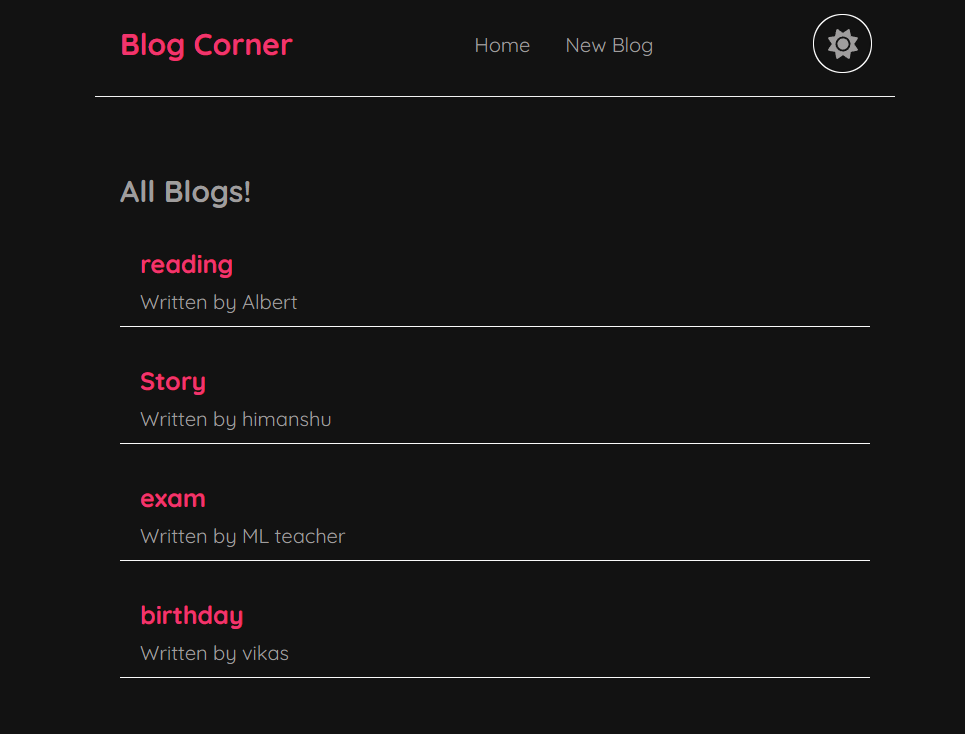 Blog Corner
Home
New Blog
All Blogs!
reading
Written by Albert
Story
Written by himanshu
exam
Written by ML teacher
birthday
Written by vikas